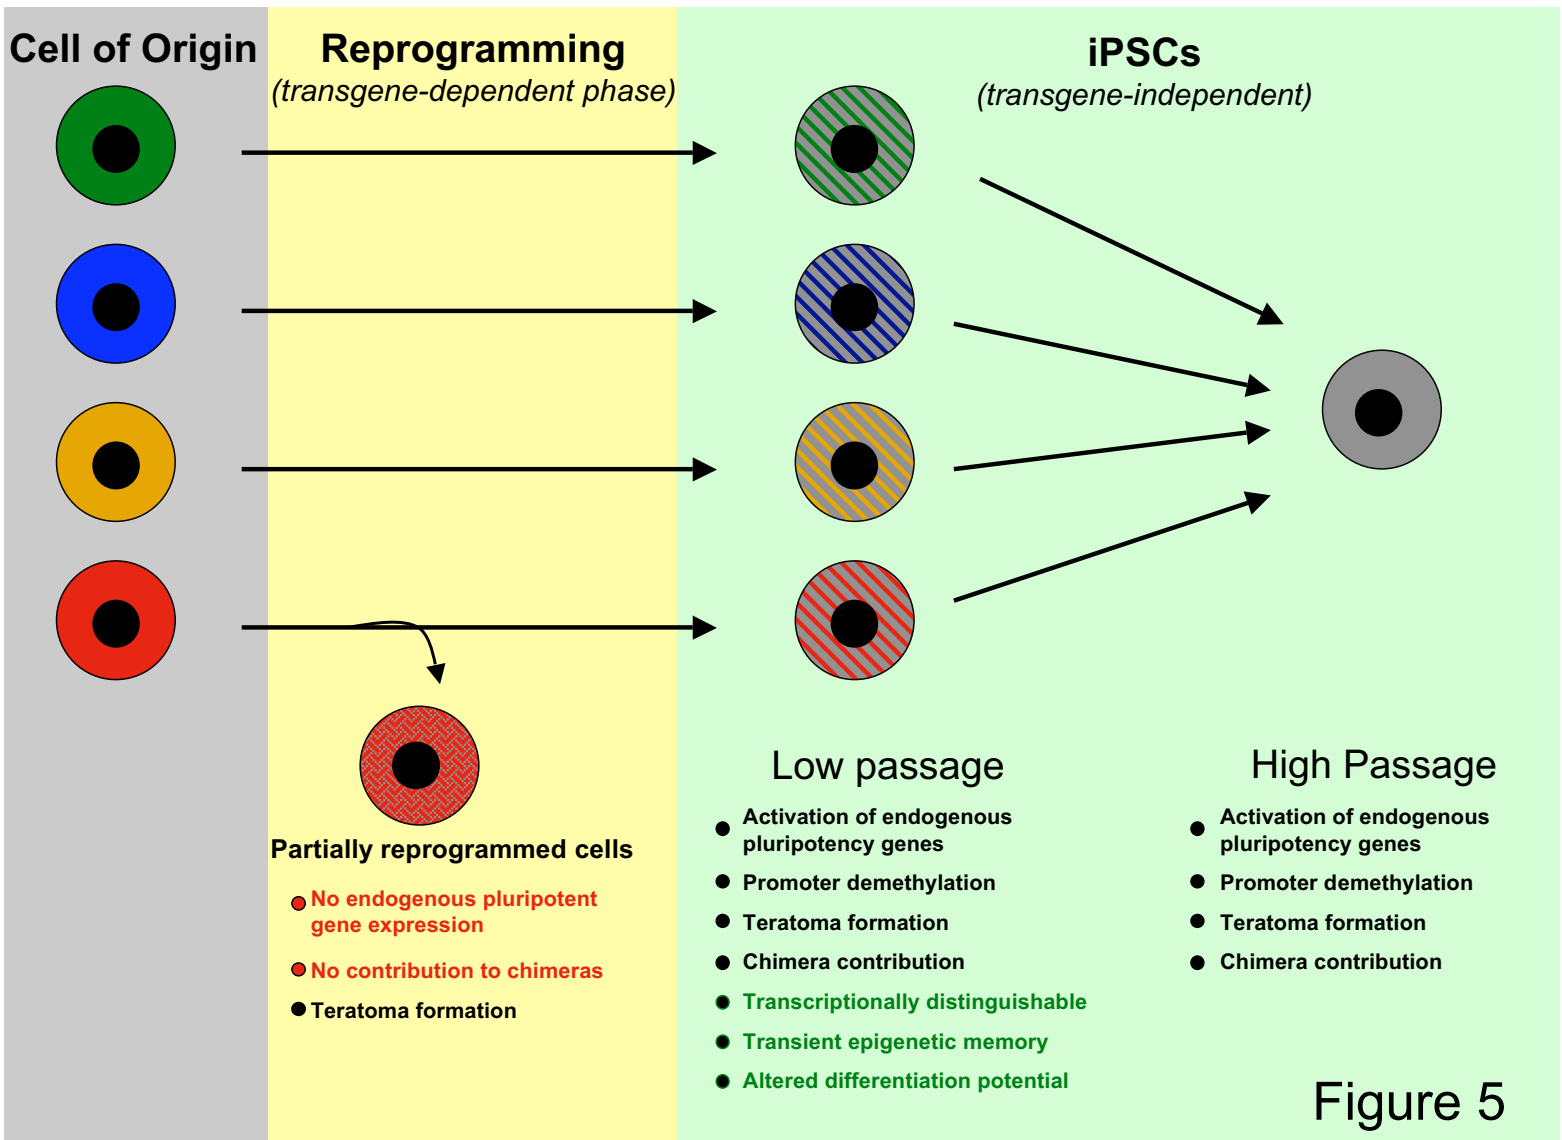 Cell of Origin
Reprogramming
(transgene-dependent phase)
iPSCs
(transgene-independent)
Partially reprogrammed cells
No endogenous pluripotent
gene expression
No contribution to chimeras
Teratoma formation
Low passage
Activation of endogenous
pluripotency genes
Promoter demethylation
Teratoma formation
Chimera contribution
Transcriptionally distinguishable
Transient epigenetic memory
Altered differentiation potential
High Passage
Activation of endogenous
pluripotency genes
Promoter demethylation
Teratoma formation
Chimera contribution
Figure 5